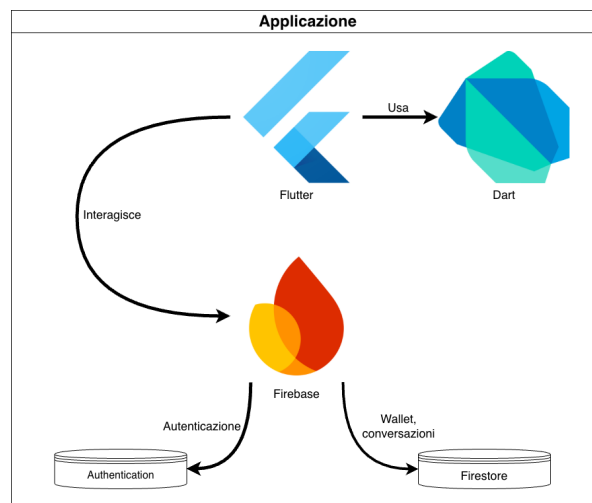 Applicazione
Usa
Flutter
Dart
Interagisce
Firebase
Autenticazione
Wallet,
conversazioni
Authentication
Firestore